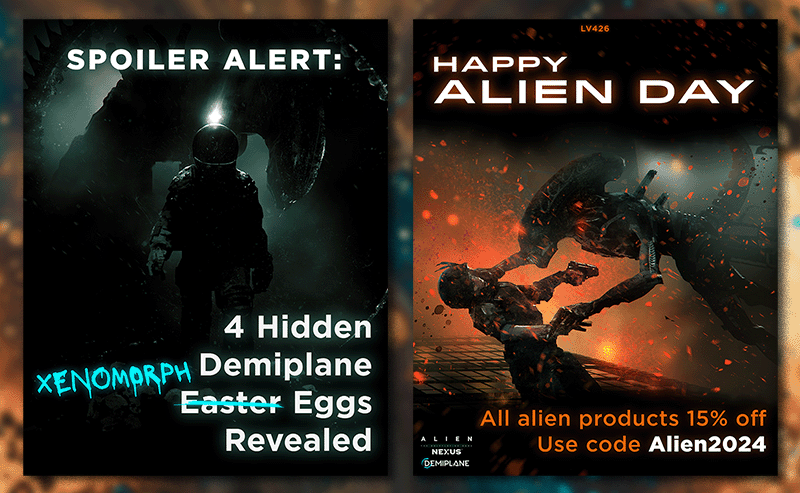 SPOILER ALERT:
4 Hidden
XENOMORPH Demiplane
Easter Eggs
Revealed
LV426
HAPPY
ALIEN DAY
All alien products 15% off
Use code Alien2024
ALIEN
NEXUS
DEMIPLANE